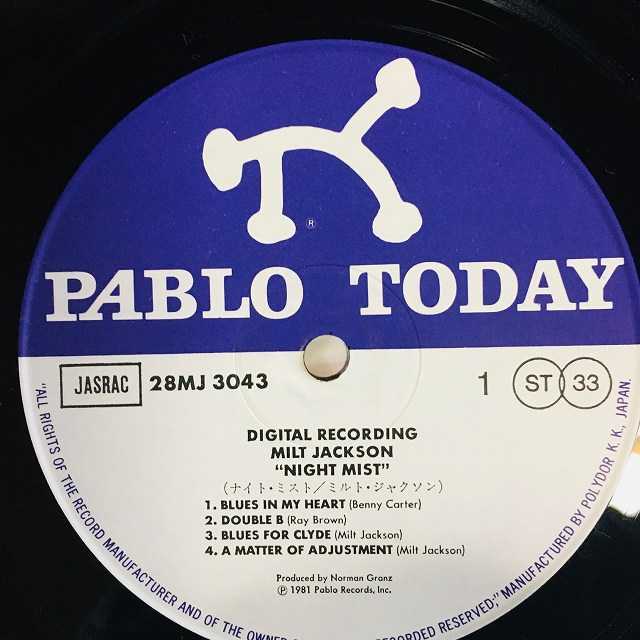 ®
PABLO TODAY
JASRAC 28MJ 3043 1 ST 33
DIGITAL RECORDING
MILT JACKSON
“NIGHT MIST”
(ナイト・ミスト/ミルト・ジャクソン)
1. BLUES IN MY HEART (Benny Carter)
2. DOUBLE B (Ray Brown)
3. BLUES FOR CLYDE (Milt Jackson)
4. A MATTER OF ADJUSTMENT (Milt Jackson)
Produced by Norman Granz
℗ 1981 Pablo Records, Inc.
"ALL RIGHTS OF THE RECORD MANUFACTURER AND OF THE OWNER OF
RECORDED RESERVED;" MANUFACTURED BY POLYDOR K. K., JAPAN.